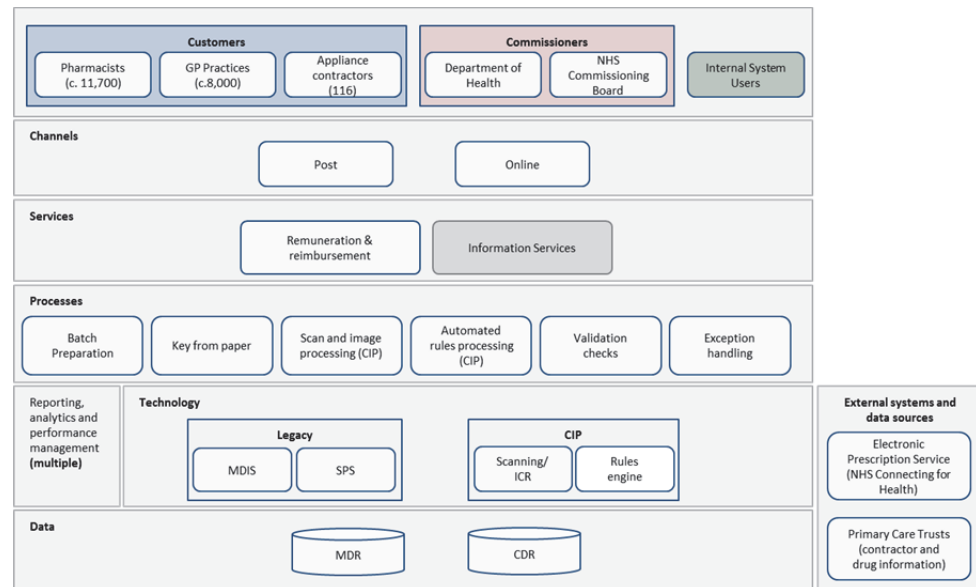 Customers
Pharmacists
(c. 11,700)
GP Practices
(c.8,000)
Appliance
contractors
(116)
Commissioners
Department of
Health
NHS
Commissioning
Board
Internal System
Users
Channels
Post
Online
Services
Remuneration &
reimbursement
Information Services
Processes
Batch
Preparation
Key from paper
Scan and image
processing (CIP)
Automated
rules processing
(CIP)
Validation
checks
Exception
handling
Reporting,
analytics and
performance
management
(multiple)
Technology
Legacy
MDIS
SPS
CIP
Scanning/
ICR
Rules
engine
External systems and
data sources
Electronic
Prescription Service
(NHS Connecting for
Health)
Primary Care Trusts
(contractor and
drug information)
Data
MDR
CDR